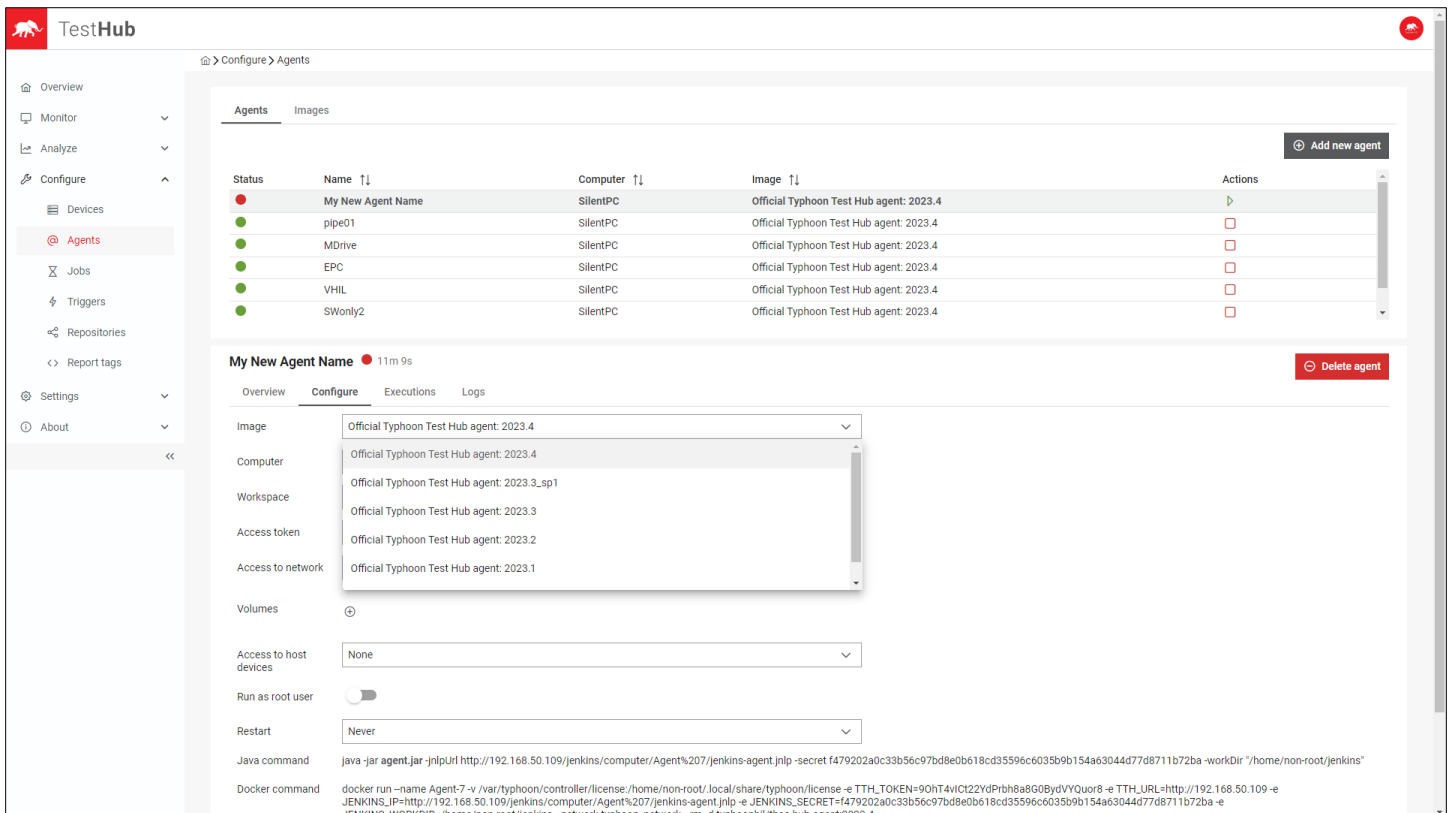 TestHub
Configure Agents
Overview
Monitor
Analyze
Configure
Devices
Agents
Jobs
Triggers
Repositories
Report tags
Settings
About
Agents Images
Add new agent
Status Name Computer Image Actions
My New Agent Name SilentPC Official Typhoon Test Hub agent: 2023.4
pipe01 SilentPC Official Typhoon Test Hub agent: 2023.4
MDrive SilentPC Official Typhoon Test Hub agent: 2023.4
EPC SilentPC Official Typhoon Test Hub agent: 2023.4
VHIL SilentPC Official Typhoon Test Hub agent: 2023.4
SWonly2 SilentPC Official Typhoon Test Hub agent: 2023.4
My New Agent Name 11m 9s
Delete agent
Overview Configure Executions Logs
Image Official Typhoon Test Hub agent: 2023.4
Official Typhoon Test Hub agent: 2023.4
Computer
Official Typhoon Test Hub agent: 2023.3_sp1
Workspace
Official Typhoon Test Hub agent: 2023.3
Access token
Official Typhoon Test Hub agent: 2023.2
Access to network Official Typhoon Test Hub agent: 2023.1
Volumes
Access to host
devices
None
Run as root user
Restart Never
Java command java -jar agent.jar -jnlpUrl http://192.168.50.109/jenkins/computer/Agent%207/jenkins-agent.jnlp -secret f479202a0c33b56c97bd8e0b618cd35596c6035b9b154a63044d77d8711b72ba -workDir "/home/non-root/jenkins"
Docker command docker run --name Agent-7 -v /var/typhoon/controller/license:/home/non-root/.local/share/typhoon/license -e TTH_TOKEN=9OhT4vICt22YdPrbh8a8G0BydVYQuor8 -e TTH_URL=http://192.168.50.109 -e
JENKINS_IP=http://192.168.50.109/jenkins/computer/Agent%207/jenkins-agent.jnlp -e JENKINS_SECRET=f479202a0c33b56c97bd8e0b618cd35596c6035b9b154a63044d77d8711b72ba -e